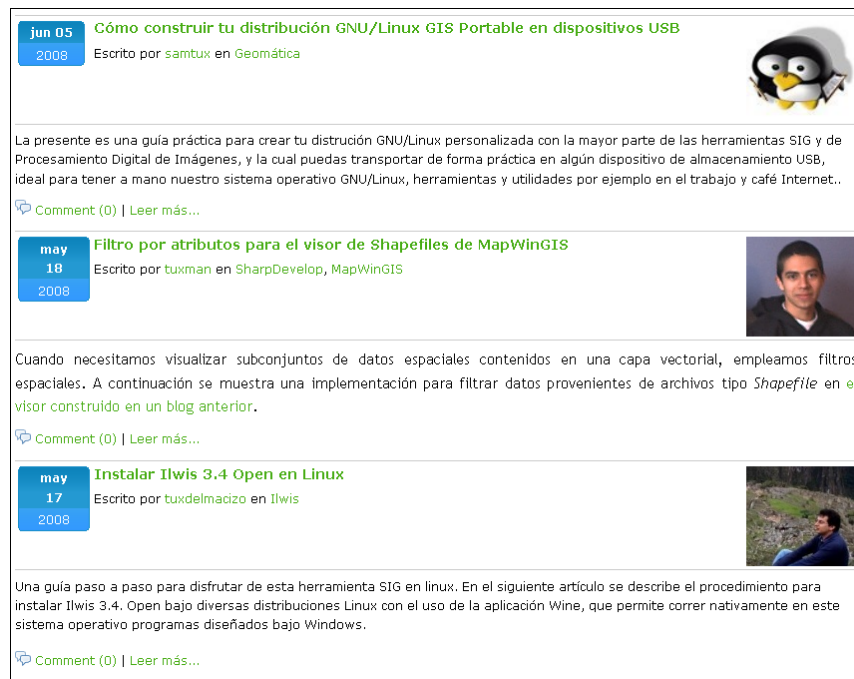 jun 05
2008
Cómo construir tu distribución GNU/Linux GIS Portable en dispositivos USB
Escrito por samtux en Geomática
La presente es una guía práctica para crear tu distrución GNU/Linux personalizada con la mayor parte de las herramientas SIG y de
Procesamiento Digital de Imágenes, y la cual puedas transportar de forma práctica en algún dispositivo de almacenamiento USB,
ideal para tener a mano nuestro sistema operativo GNU/Linux, herramientas y utilidades por ejemplo en el trabajo y café Internet..
Comment (0) | Leer más...
may
18
2008
Filtro por atributos para el visor de Shapefiles de MapWinGIS
Escrito por tuxman en SharpDevelop, MapWinGIS
Cuando necesitamos visualizar subconjuntos de datos espaciales contenidos en una capa vectorial, empleamos filtros
espaciales. A continuación se muestra una implementación para filtrar datos provenientes de archivos tipo Shapefile en e
visor construido en un blog anterior.
Comment (0) | Leer más...
may
17
2008
Instalar Ilwis 3.4 Open en Linux
Escrito por tuxdelmacizo en Ilwis
Una guía paso a paso para disfrutar de esta herramienta SIG en linux. En el siguiente artículo se describe el procedimiento para
instalar Ilwis 3.4. Open bajo diversas distribuciones Linux con el uso de la aplicación Wine, que permite correr nativamente en este
sistema operativo programas diseñados bajo Windows.
Comment (0) | Leer más...